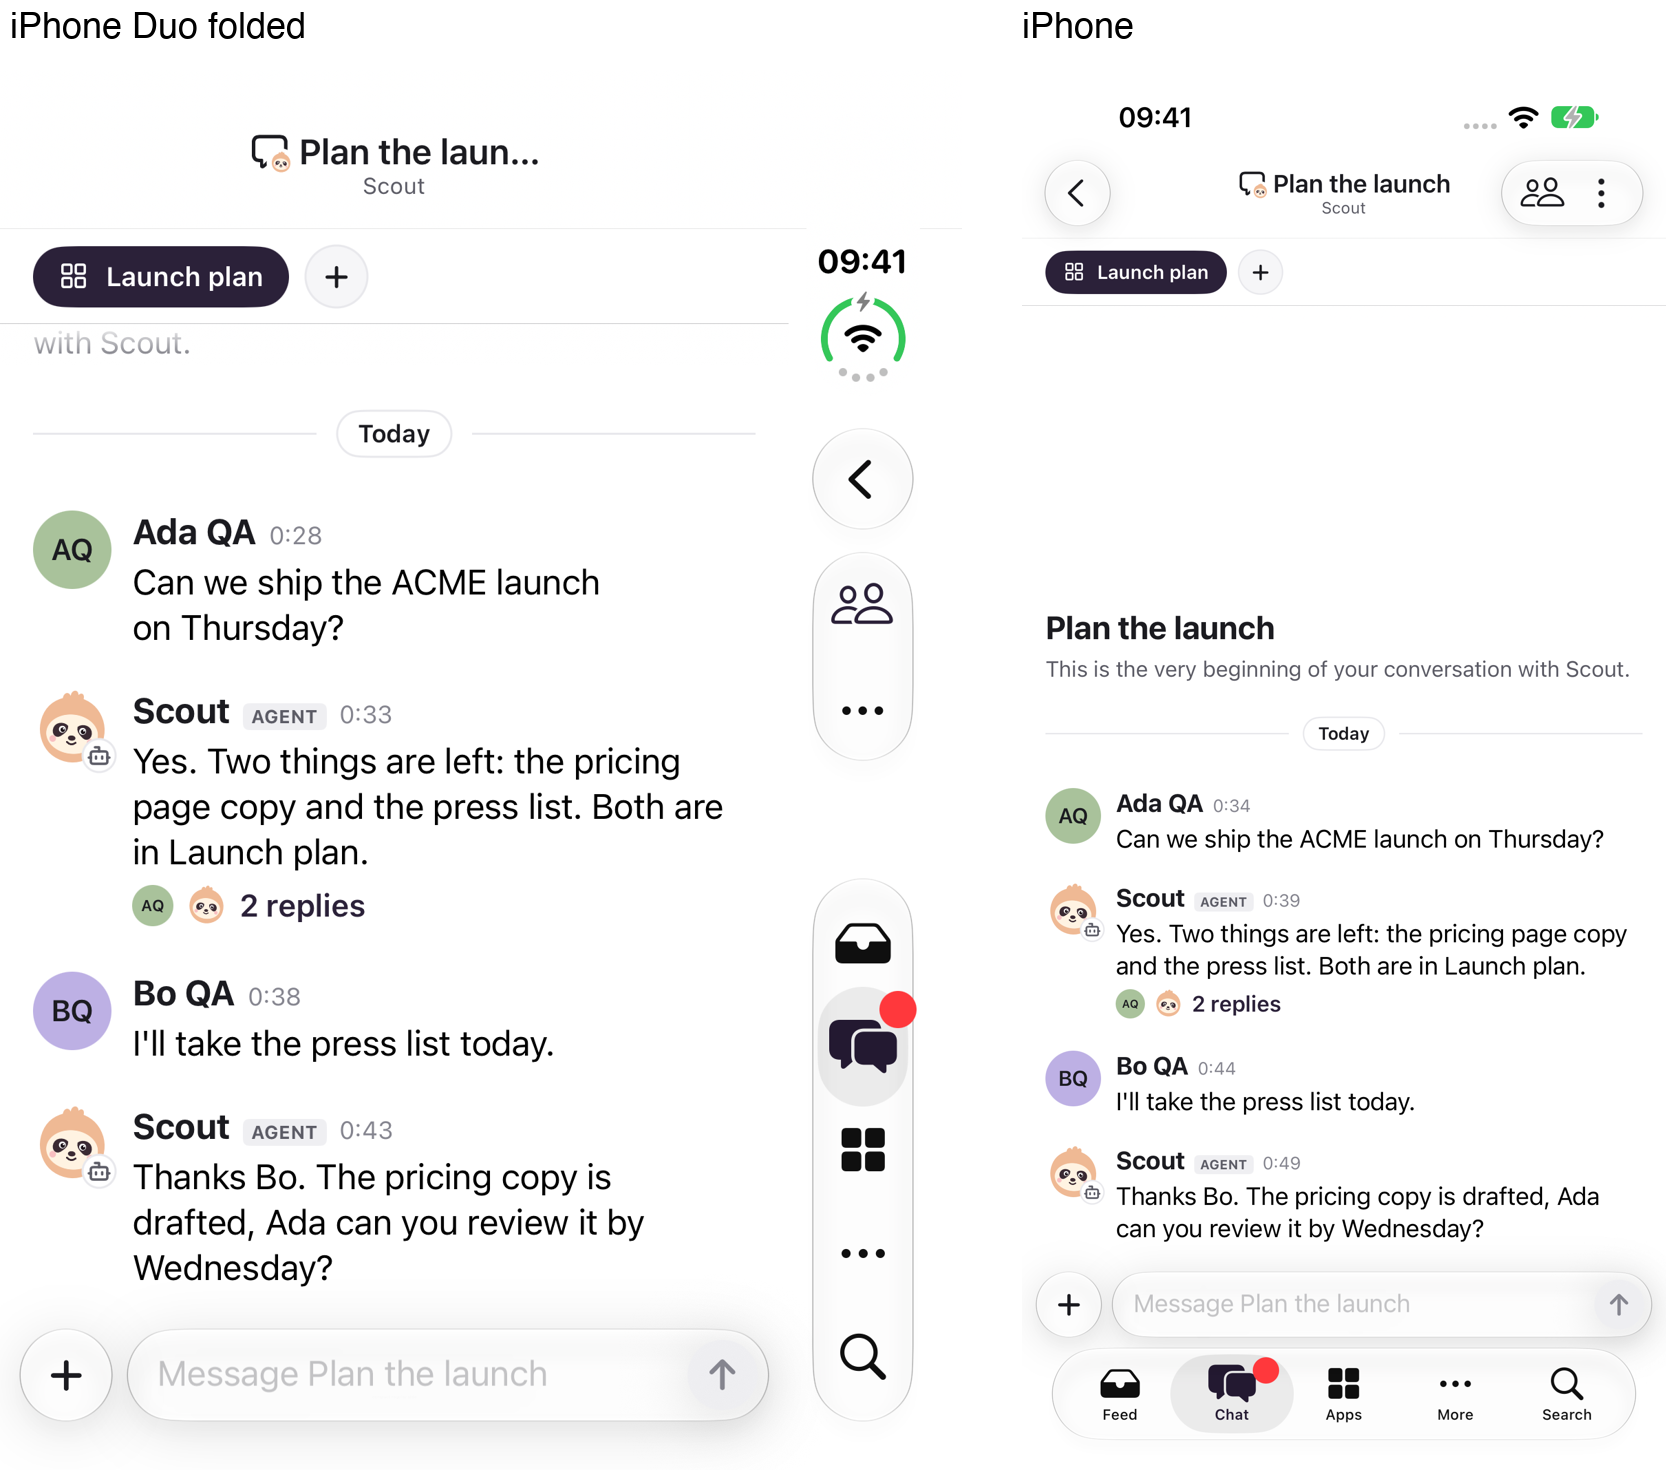 iPhone Duo folded
Plan the laun...
Scout
Launch plan
with Scout.
Today
Ada QA 0:28
AQ
Can we ship the ACME launch
on Thursday?
Scout AGENT 0:33
Yes. Two things are left: the pricing
page copy and the press list. Both are
in Launch plan.
AQ 2 replies
Bo QA 0:38
BQ
I'll take the press list today.
Scout AGENT 0:43
Thanks Bo. The pricing copy is
drafted, Ada can you review it by
Wednesday?
Message Plan the launch
09:41
iPhone
09:41
Plan the launch
Scout
Launch plan
Plan the launch
This is the very beginning of your conversation with Scout.
Today
Ada QA 0:34
AQ
Can we ship the ACME launch on Thursday?
Scout AGENT 0:39
Yes. Two things are left: the pricing page copy
and the press list. Both are in Launch plan.
AQ 2 replies
Bo QA 0:44
BQ
I'll take the press list today.
Scout AGENT 0:49
Thanks Bo. The pricing copy is drafted, Ada
can you review it by Wednesday?
Message Plan the launch
Feed Chat Apps More Search